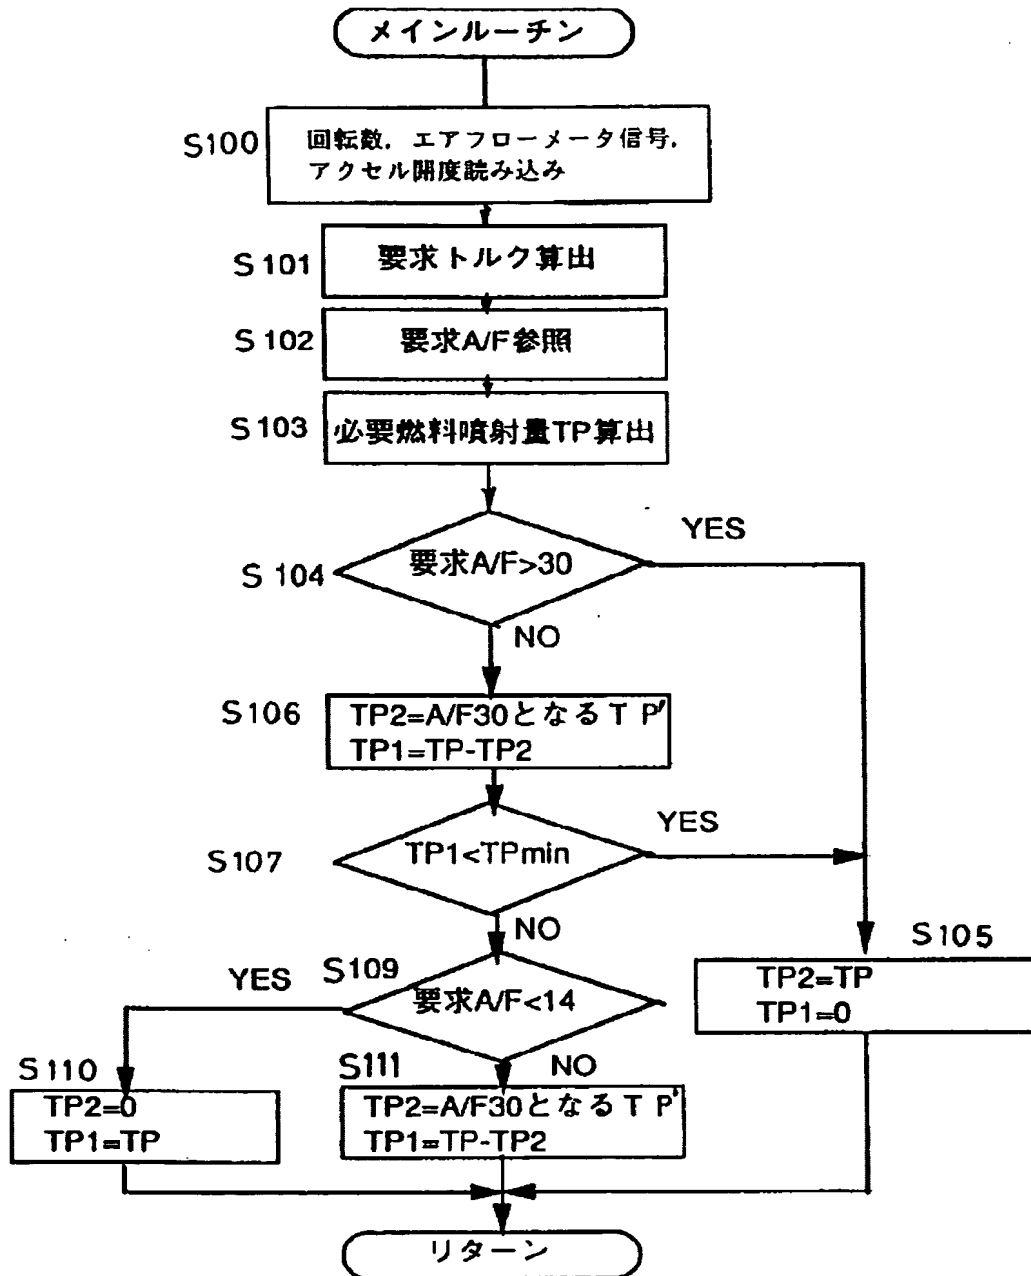 メインルーチン
S100
回転数, エアフローメータ信号,
アクセル開度読み込み
S101
要求トルク算出
S102
要求A/F参照
S103
必要燃料噴射量TP算出
S104
要求A/F>30
YES
NO
S106
TP2=A/F30となるTP'
TP1=TP-TP2
S107
TP1<TPmin
YES
NO
S105
TP2=TP
TP1=0
S109
要求A/F<14
YES
NO
S110
TP2=0
TP1=TP
S111
TP2=A/F30となるTP'
TP1=TP-TP2
リターン